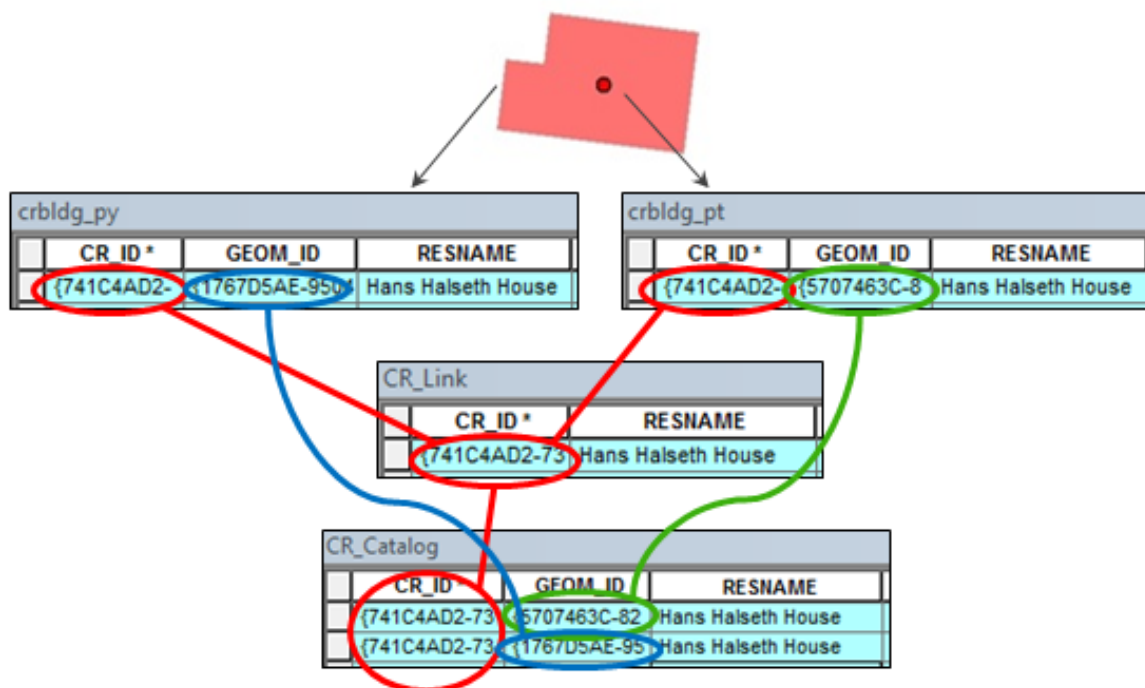 crbldg_py
CR_ID * GEOM_ID RESNAME
{741C4AD2- {1767D5AE-950 Hans Halseth House
crbldg_pt
CR_ID * GEOM_ID RESNAME
{741C4AD2- {5707463C-8 Hans Halseth House
CR_Link
CR_ID * RESNAME
{741C4AD2-73 Hans Halseth House
CR_Catalog
CR_ID * GEOM_ID RESNAME
{741C4AD2-73 {5707463C-82 Hans Halseth House
{741C4AD2-73 {1767D5AE-95 Hans Halseth House